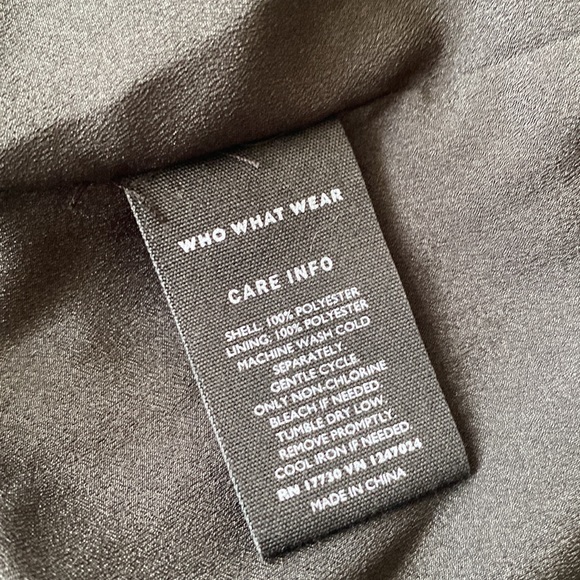 WHO WHAT WEAR
CARE INFO
SHELL: 100% POLYESTER
LINING: 100% POLYESTER
MACHINE WASH COLD
SEPARATELY.
GENTLE CYCLE.
ONLY NON-CHLORINE
BLEACH IF NEEDED.
TUMBLE DRY LOW.
REMOVE PROMPTLY.
COOL IRON IF NEEDED.
RN 17730 VN 1247024
MADE IN CHINA